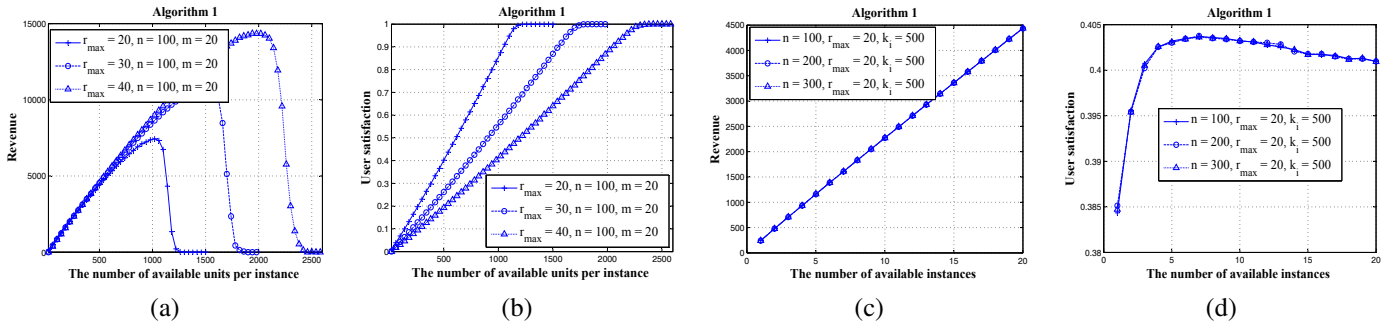 Algorithm 1
15000
10000
5000
0
Revenue
r_max = 20, n = 100, m = 20
r_max = 30, n = 100, m = 20
r_max = 40, n = 100, m = 20
500 1000 1500 2000 2500
The number of available units per instance
(a)
Algorithm 1
1
0.9
0.8
0.7
0.6
0.5
0.4
0.3
0.2
0.1
0
User satisfaction
r_max = 20, n = 100, m = 20
r_max = 30, n = 100, m = 20
r_max = 40, n = 100, m = 20
500 1000 1500 2000 2500
The number of available units per instance
(b)
Algorithm 1
4500
4000
3500
3000
2500
2000
1500
1000
500
0
Revenue
n = 100, r_max = 20, k_i = 500
n = 200, r_max = 20, k_i = 500
n = 300, r_max = 20, k_i = 500
0 5 10 15 20
The number of available instances
(c)
Algorithm 1
0.405
0.4
0.395
0.39
0.385
0.38
User satisfaction
n = 100, r_max = 20, k_i = 500
n = 200, r_max = 20, k_i = 500
n = 300, r_max = 20, k_i = 500
0 5 10 15 20
The number of available instances
(d)